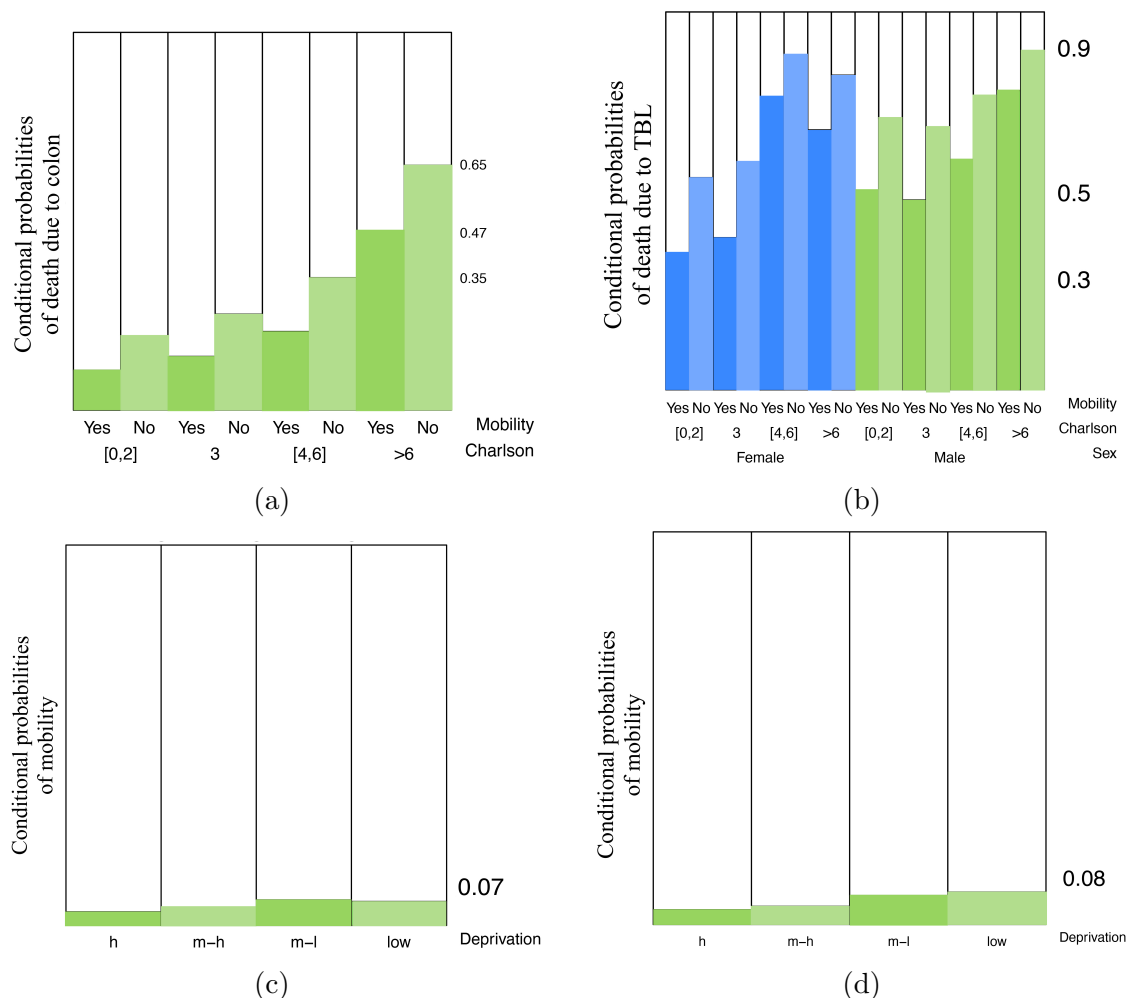 Conditional probabilities
of death due to colon
0.65
0.47
0.35
Yes No Yes No Yes No Yes No Mobility
[0,2] 3 [4,6] >6 Charlson
(a)
Conditional probabilities
of death due to TBL
0.9
0.5
0.3
Yes No Yes No Yes No Yes No Yes No Yes No Yes No Yes No Mobility
[0,2] 3 [4,6] >6 [0,2] 3 [4,6] >6 Charlson
Female Male Sex
(b)
Conditional probabilities
of mobility
0.07
h m−h m−l low Deprivation
(c)
Conditional probabilities
of mobility
0.08
h m−h m−l low Deprivation
(d)